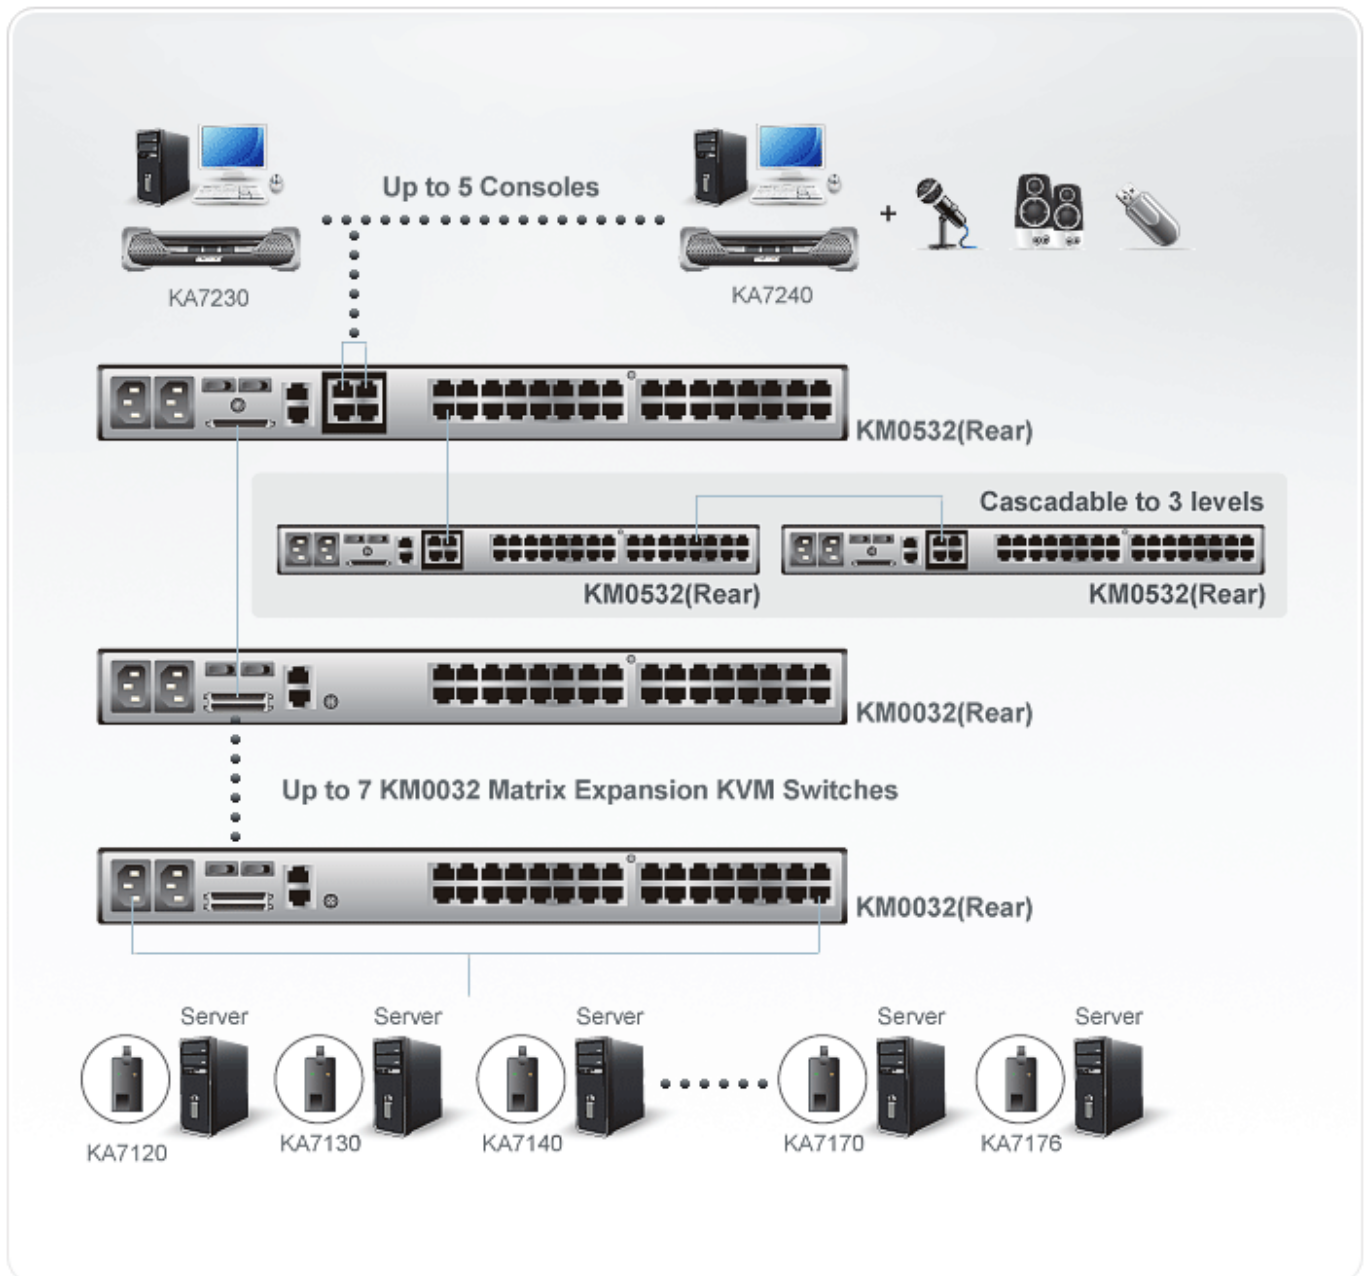 Up to 5 Consoles
+
KA7230
KA7240
KM0532(Rear)
Cascadable to 3 levels
KM0532(Rear)
KM0532(Rear)
KM0032(Rear)
Up to 7 KM0032 Matrix Expansion KVM Switches
KM0032(Rear)
Server
Server
Server
Server
Server
KA7120
KA7130
KA7140
KA7170
KA7176